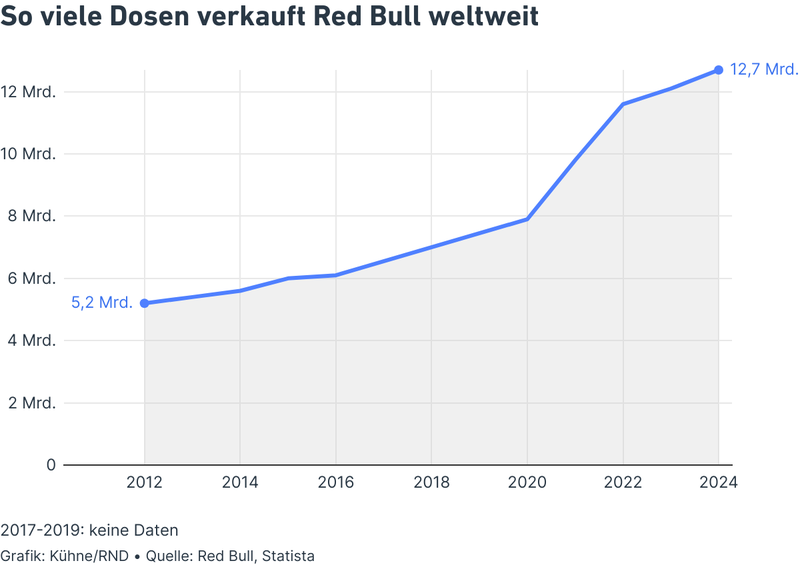 So viele Dosen verkauft Red Bull weltweit
12,7 Mrd.
12 Mrd.
10 Mrd.
8 Mrd.
6 Mrd.
5,2 Mrd.
4 Mrd.
2 Mrd.
0
2012 2014 2016 2018 2020 2022 2024
2017-2019: keine Daten
Grafik: Kühne/RND • Quelle: Red Bull, Statista